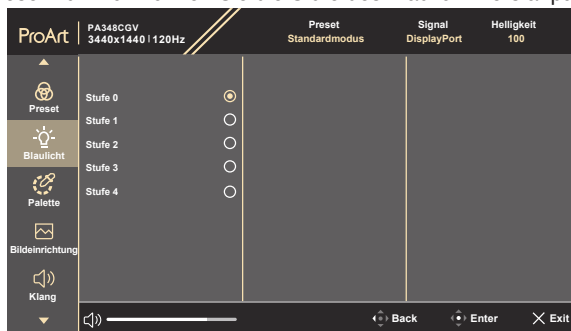 ProArt
PA348CGV
3440x1440 | 120Hz
Preset
Standardmodus
Signal
DisplayPort
Helligkeit
100
Preset
Blaulicht
Palette
Bildeinrichtung
Klang
Stufe 0
Stufe 1
Stufe 2
Stufe 3
Stufe 4
Back
Enter
Exit